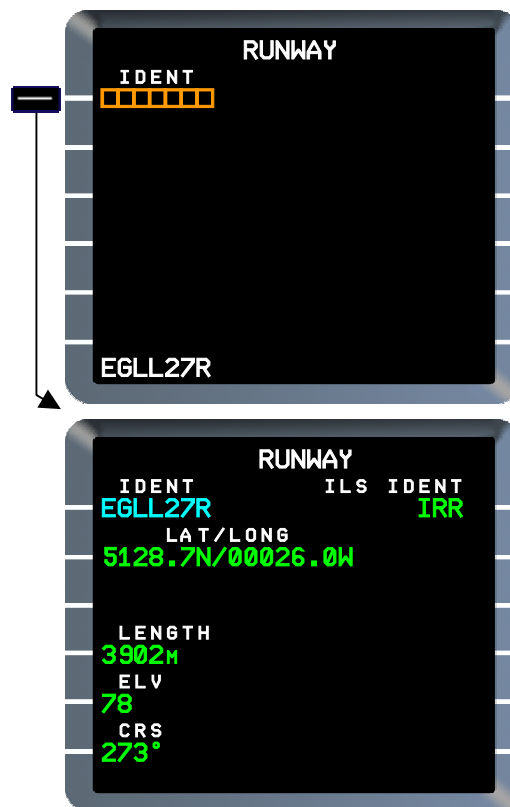 RUNWAY
IDENT
EGLL27R
RUNWAY
IDENT ILS IDENT
EGLL27R IRR
LAT/LONG
5128.7N/00026.0W
LENGTH
3902M
ELV
78
CRS
273°